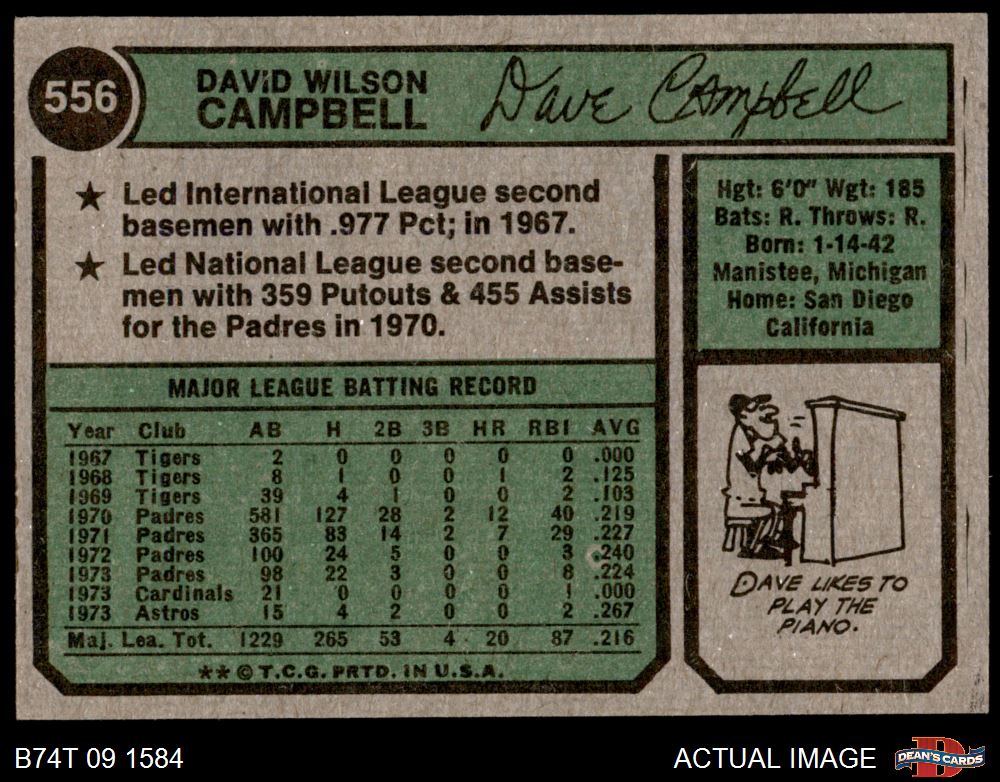 556
DAVID WILSON
CAMPBELL
Dave Campbell
★ Led International League second
basemen with .977 Pct; in 1967.
★ Led National League second base-
men with 359 Putouts & 455 Assists
for the Padres in 1970.
Hgt: 6'0" Wgt: 185
Bats: R. Throws: R.
Born: 1-14-42
Manistee, Michigan
Home: San Diego
California
MAJOR LEAGUE BATTING RECORD
Year Club AB H 2B 3B HR RBI AVG
1967 Tigers 2 0 0 0 0 0 .000
1968 Tigers 8 1 0 0 1 2 .125
1969 Tigers 39 4 1 0 0 2 .103
1970 Padres 581 127 28 2 12 40 .219
1971 Padres 365 83 14 2 7 29 .227
1972 Padres 100 24 5 0 0 3 .240
1973 Padres 98 22 3 0 0 8 .224
1973 Cardinals 21 0 0 0 0 1 .000
1973 Astros 15 4 2 0 0 2 .267
Maj. Lea. Tot. 1229 265 53 4 20 87 .216
**© T.C.G. PRTD. IN U.S.A.
DAVE LIKES TO
PLAY THE
PIANO.
B74T 09 1584
ACTUAL IMAGE
DEAN'S CARDS